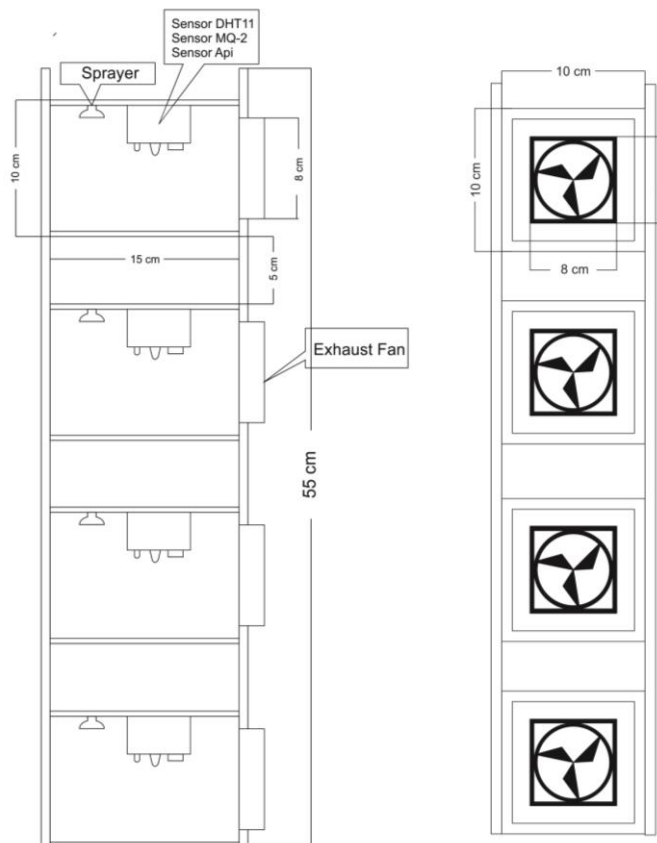 Sensor DHT11
Sensor MQ-2
Sensor Api
Sprayer
10 cm
8 cm
15 cm
5 cm
Exhaust Fan
55 cm
10 cm
10 cm
8 cm